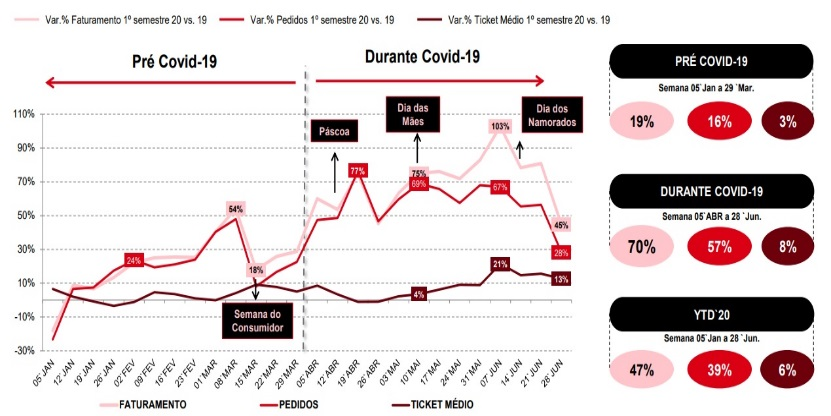 Var.% Faturamento 1º semestre 20 vs. 19
Var.% Pedidos 1º semestre 20 vs. 19
Var.% Ticket Médio 1º semestre 20 vs. 19
Pré Covid-19
Durante Covid-19
110%
90%
70%
50%
30%
10%
-10%
-30%
24%
54%
18%
77%
75%
69%
4%
103%
67%
21%
45%
28%
13%
Semana do
Consumidor
Páscoa
Dia das
Mães
Dia dos
Namorados
05´JAN
12´JAN
19´JAN
26´JAN
02´FEV
09´FEV
16´FEV
23´FEV
01´MAR
08´MAR
15´MAR
22´MAR
29´MAR
05´ABR
12´ABR
19´ABR
26´ABR
03´MAI
10´MAI
17´MAI
24´MAI
31´MAI
07´JUN
14´JUN
21´JUN
28´JUN
FATURAMENTO
PEDIDOS
TICKET MÉDIO
PRÉ COVID-19
Semana 05´Jan a 29 ´Mar.
19%
16%
3%
DURANTE COVID-19
Semana 05´ABR a 28 ´Jun.
70%
57%
8%
YTD`20
Semana 05´Jan a 28 ´Jun.
47%
39%
6%